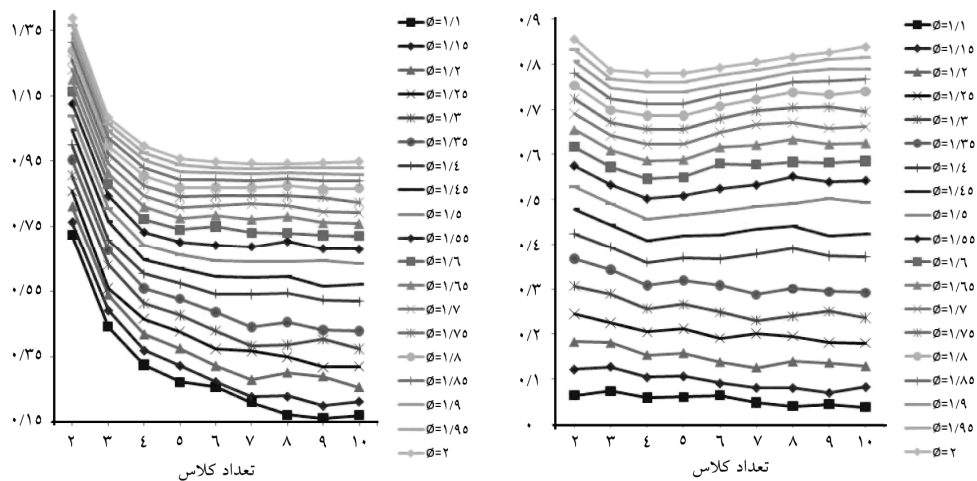 ۱/۳۵
۱/۱۵
۰/۹۵
۰/۷۵
۰/۵۵
۰/۳۵
۰/۱۵
۲ ۳ ۴ ۵ ۶ ۷ ۸ ۹ ۱۰
تعداد کلاس
Ø=۱/۱
Ø=۱/۱۵
Ø=۱/۲
Ø=۱/۲۵
Ø=۱/۳
Ø=۱/۳۵
Ø=۱/۴
Ø=۱/۴۵
Ø=۱/۵
Ø=۱/۵۵
Ø=۱/۶
Ø=۱/۶۵
Ø=۱/۷
Ø=۱/۷۵
Ø=۱/۸
Ø=۱/۸۵
Ø=۱/۹
Ø=۱/۹۵
Ø=۲
۰/۹
۰/۸
۰/۷
۰/۶
۰/۵
۰/۴
۰/۳
۰/۲
۰/۱
۰
۲ ۳ ۴ ۵ ۶ ۷ ۸ ۹ ۱۰
تعداد کلاس
Ø=۱/۱
Ø=۱/۱۵
Ø=۱/۲
Ø=۱/۲۵
Ø=۱/۳
Ø=۱/۳۵
Ø=۱/۴
Ø=۱/۴۵
Ø=۱/۵
Ø=۱/۵۵
Ø=۱/۶
Ø=۱/۶۵
Ø=۱/۷
Ø=۱/۷۵
Ø=۱/۸
Ø=۱/۸۵
Ø=۱/۹
Ø=۱/۹۵
Ø=۲